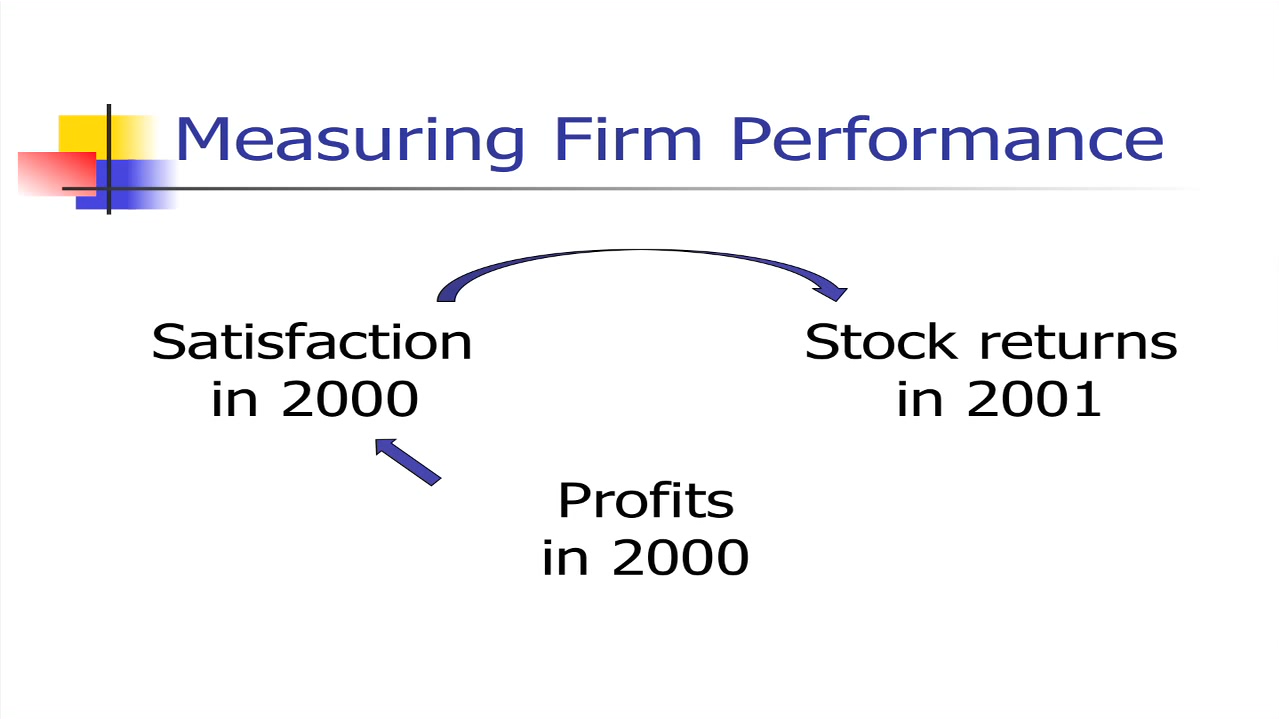 Measuring Firm Performance
Satisfaction
in 2000
Stock returns
in 2001
Profits
in 2000